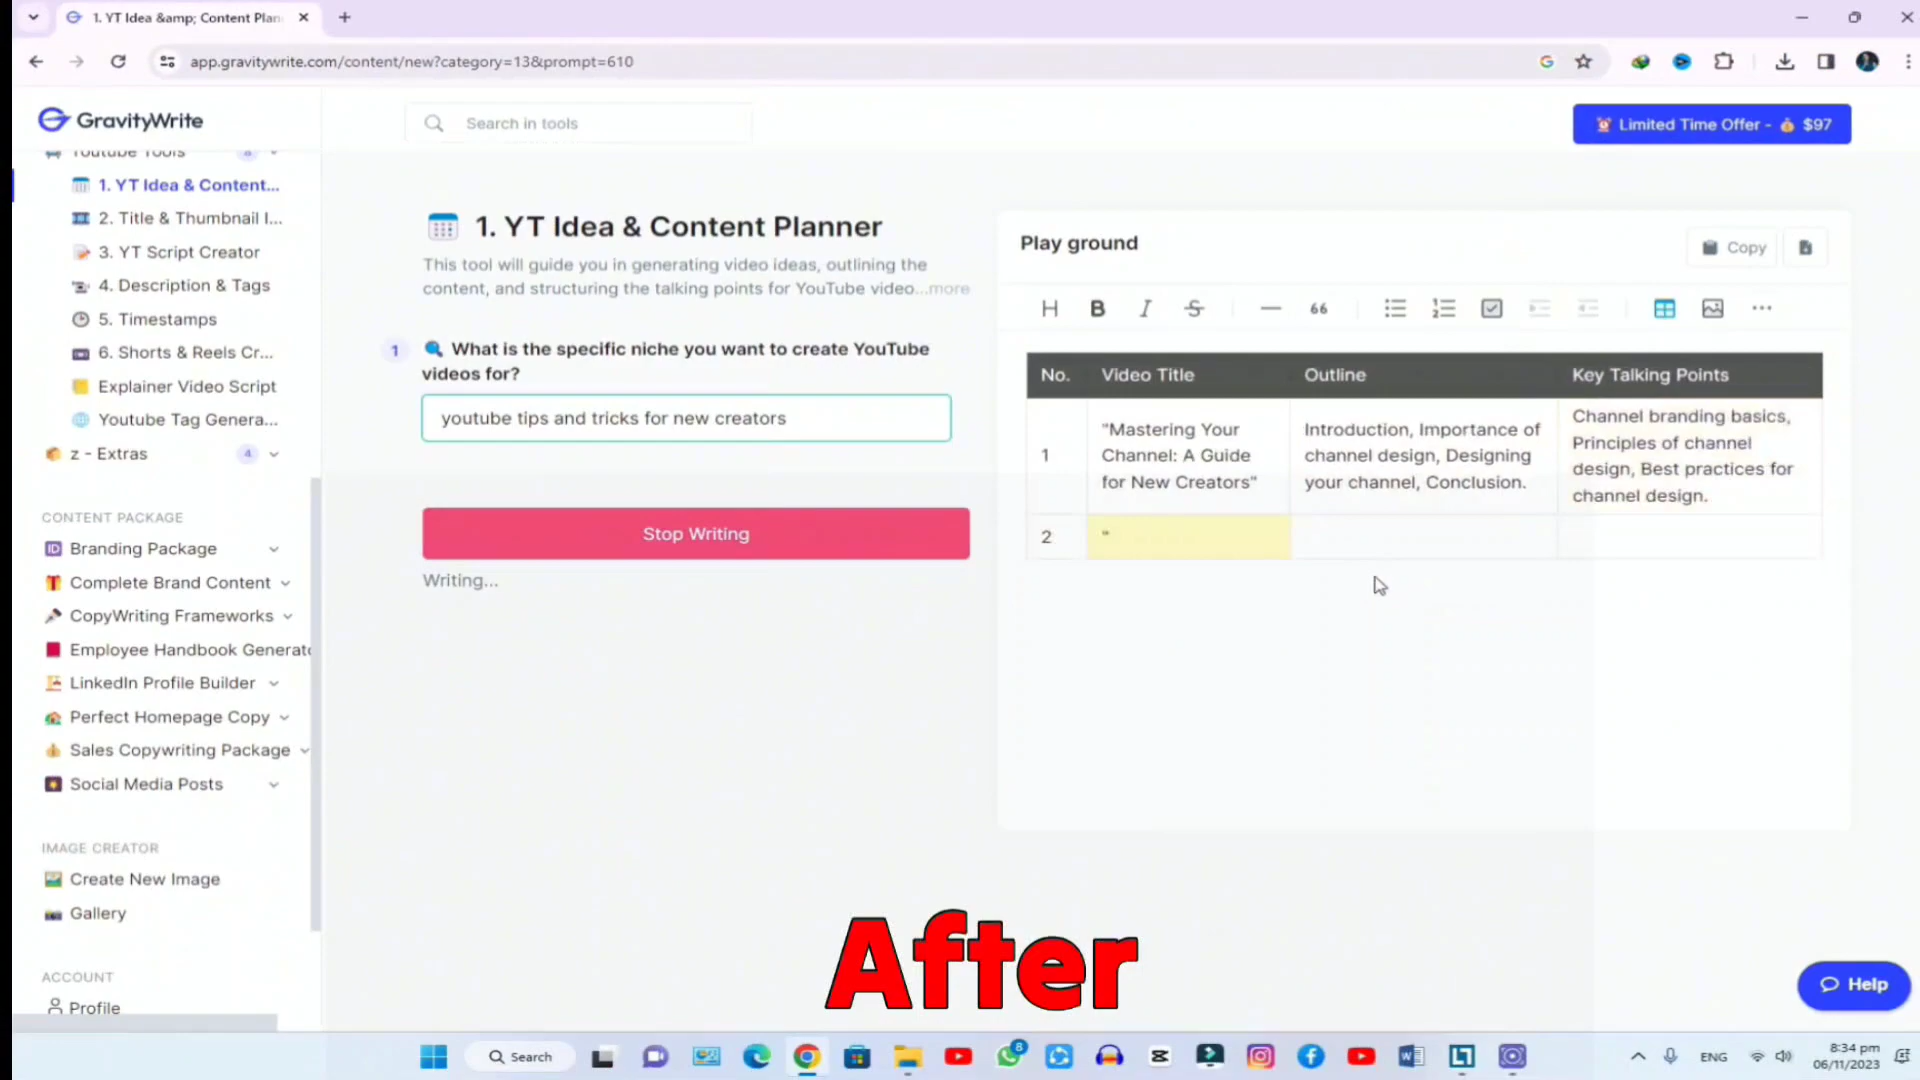 1. YT Idea &amp; Content Plan
app.gravitywrite.com/content/new?category=13&prompt=610
GravityWrite
Search in tools
Limited Time Offer - $97
Youtube Tools
1. YT Idea & Content...
2. Title & Thumbnail I...
3. YT Script Creator
4. Description & Tags
5. Timestamps
6. Shorts & Reels Cr...
Explainer Video Script
Youtube Tag Genera...
z - Extras 4
CONTENT PACKAGE
Branding Package
Complete Brand Content
CopyWriting Frameworks
Employee Handbook Generato
LinkedIn Profile Builder
Perfect Homepage Copy
Sales Copywriting Package
Social Media Posts
IMAGE CREATOR
Create New Image
Gallery
ACCOUNT
Profile
1. YT Idea & Content Planner
This tool will guide you in generating video ideas, outlining the
content, and structuring the talking points for YouTube video...more
1 What is the specific niche you want to create YouTube
videos for?
youtube tips and tricks for new creators
Stop Writing
Writing...
Play ground
Copy
H B I S 66
No. Video Title Outline Key Talking Points
1
"Mastering Your
Channel: A Guide
for New Creators"
Introduction, Importance of
channel design, Designing
your channel, Conclusion.
Channel branding basics,
Principles of channel
design, Best practices for
channel design.
2 "
After
Help
Search
8
ENG
8:34 pm
06/11/2023